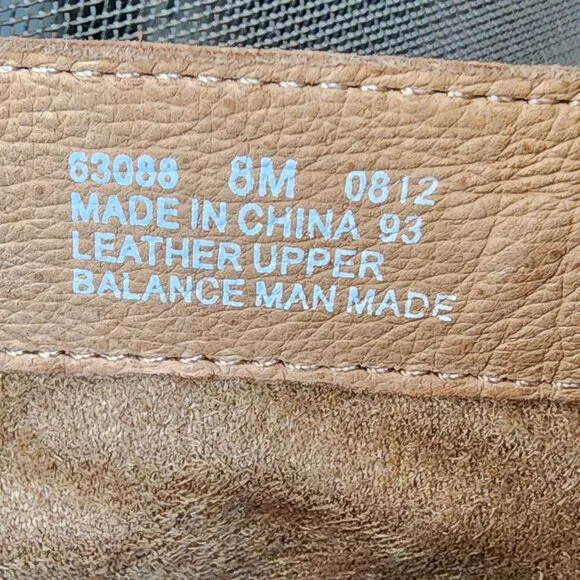 63088 8M 0812
MADE IN CHINA 93
LEATHER UPPER
BALANCE MAN MADE